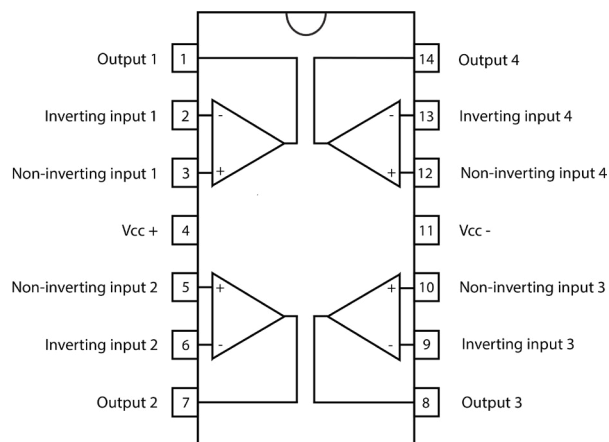 Output 1 1 14 Output 4
Inverting input 1 2 - - 13 Inverting input 4
Non-inverting input 1 3 + + 12 Non-inverting input 4
Vcc + 4 11 Vcc -
Non-inverting input 2 5 + + 10 Non-inverting input 3
Inverting input 2 6 - - 9 Inverting input 3
Output 2 7 8 Output 3